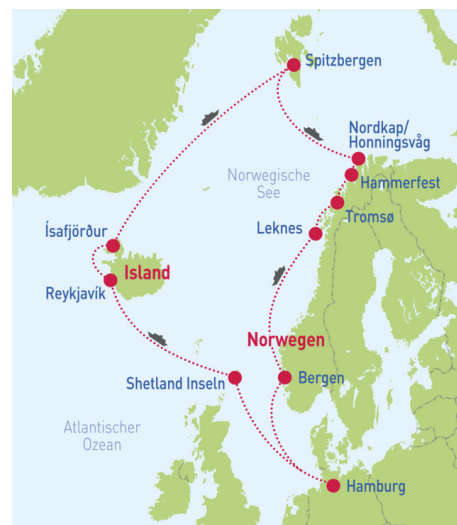 Spitzbergen
Nordkap/
Honningsvåg
Norwegische
See
Hammerfest
Tromsø
Leknes
Ísafjörður
Island
Reykjavík
Norwegen
Shetland Inseln
Bergen
Atlantischer
Ozean
Hamburg